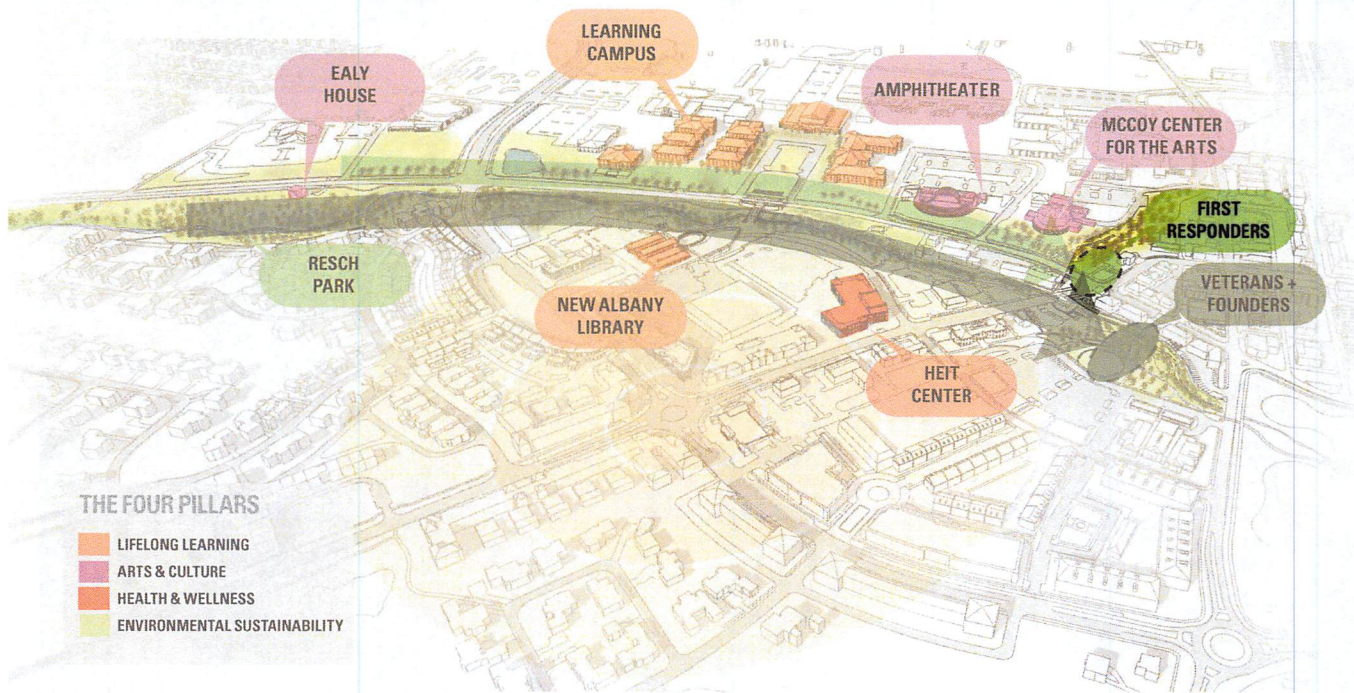 LEARNING
CAMPUS
EALY
HOUSE
AMPHITHEATER
MCCOY CENTER
FOR THE ARTS
FIRST
RESPONDERS
RESCH
PARK
VETERANS +
FOUNDERS
NEW ALBANY
LIBRARY
HEIT
CENTER
THE FOUR PILLARS
LIFELONG LEARNING
ARTS & CULTURE
HEALTH & WELLNESS
ENVIRONMENTAL SUSTAINABILITY